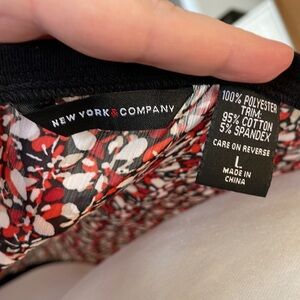 NEW YORK & COMPANY
100% POLYESTER
TRIM:
95% COTTON
5% SPANDEX
CARE ON REVERSE
L
MADE IN
CHINA